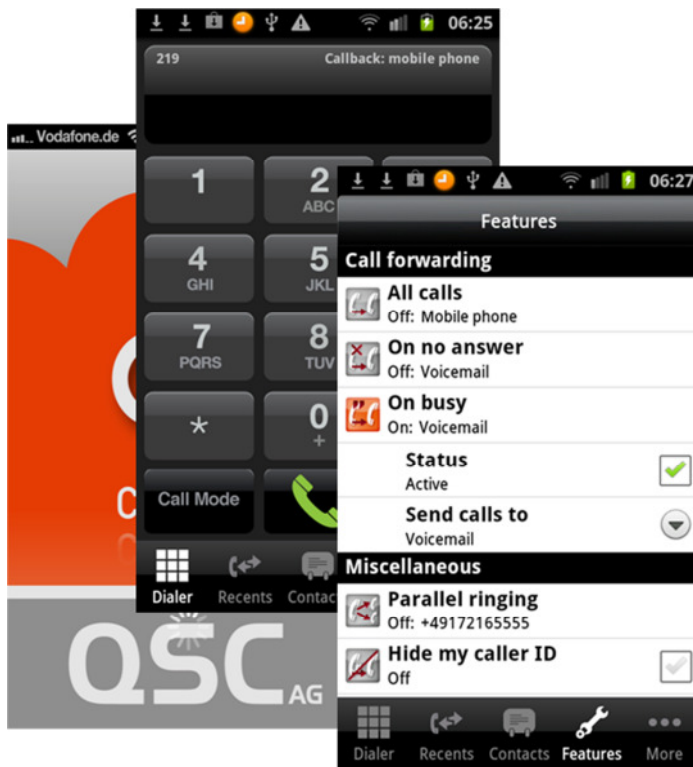 06:25
219 Callback: mobile phone
1
2
ABC
4
GHI
5
JKL
7
PQRS
8
TUV
*
0
+
Call Mode
Dialer Recents Contac
Vodafone.de
C
QSC AG
06:27
Features
Call forwarding
All calls
Off: Mobile phone
On no answer
Off: Voicemail
On busy
On: Voicemail
Status
Active
Send calls to
Voicemail
Miscellaneous
Parallel ringing
Off: +49172165555
Hide my caller ID
Off
Dialer Recents Contacts Features More